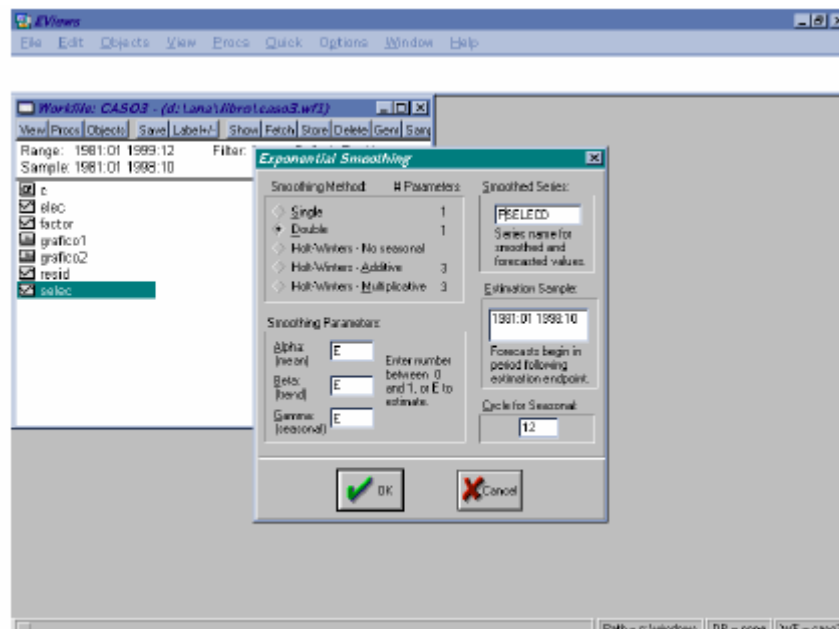 EViews
File Edit Objects View Procs Quick Options Window Help
Workfile: CASO3 - (d:\ana\libro\caso3.wf1)
View Procs Objects Save Label+/- Show Fetch Store Delete Genr
Range: 1981:01 1999:12 Filter:
Sample: 1981:01 1998:10
c
elec
factor
grafico1
grafico2
resid
selec
Exponential Smoothing
Smoothing Method: # Parameters:
Single 1
Double 1
Holt-Winters - No seasonal
Holt-Winters - Additive 3
Holt-Winters - Multiplicative 3
Smoothing Parameters:
Alpha: (mean) E
Beta: (trend) E
Gamma: (seasonal) E
Enter number
between 0
and 1, or E to
estimate.
Smoothed Series:
Series name for
smoothed and
forecasted values.
Estimation Sample:
1981:01 1998:10
Forecasts begin in
period following
estimation endpoint.
Cycle for Seasonal:
12
OK Cancel